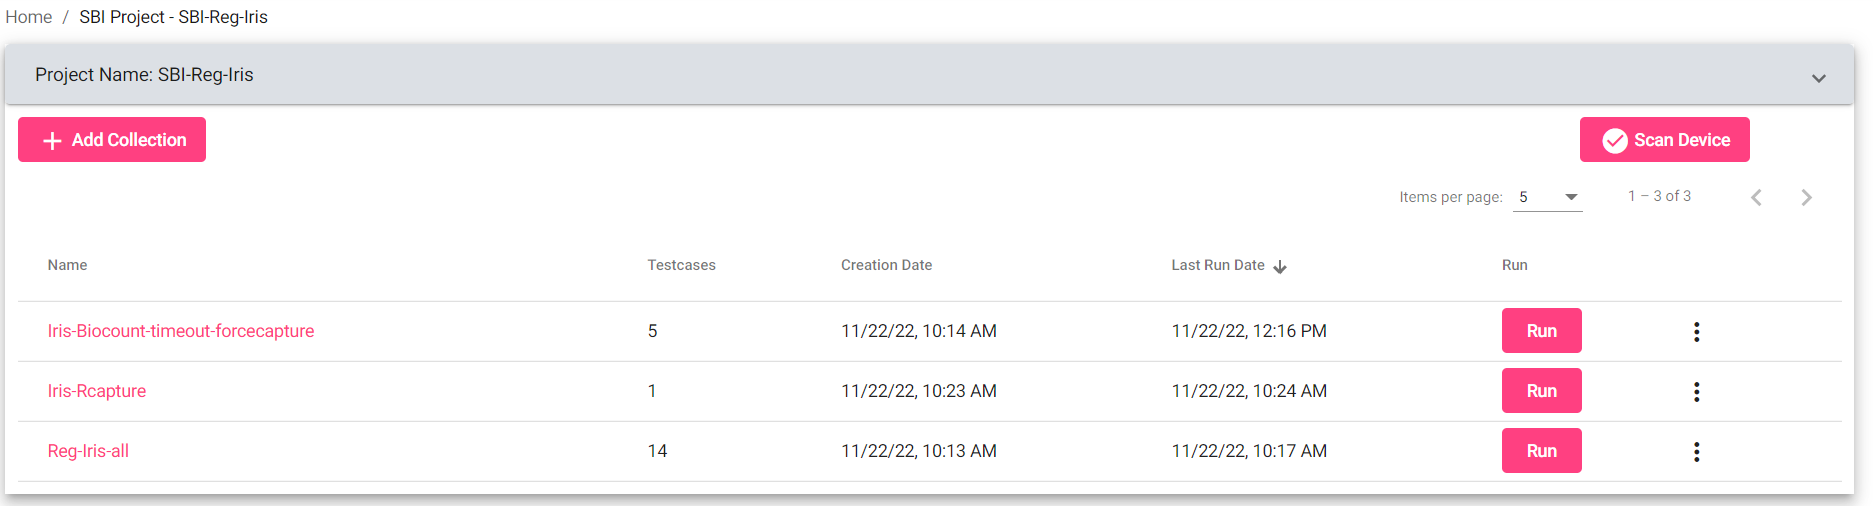 Home / SBI Project - SBI-Reg-Iris
Project Name: SBI-Reg-Iris
Add Collection
Scan Device
Items per page: 5 1 – 3 of 3
Name Testcases Creation Date Last Run Date Run
Iris-Biocount-timeout-forcecapture 5 11/22/22, 10:14 AM 11/22/22, 12:16 PM Run
Iris-Rcapture 1 11/22/22, 10:23 AM 11/22/22, 10:24 AM Run
Reg-Iris-all 14 11/22/22, 10:13 AM 11/22/22, 10:17 AM Run